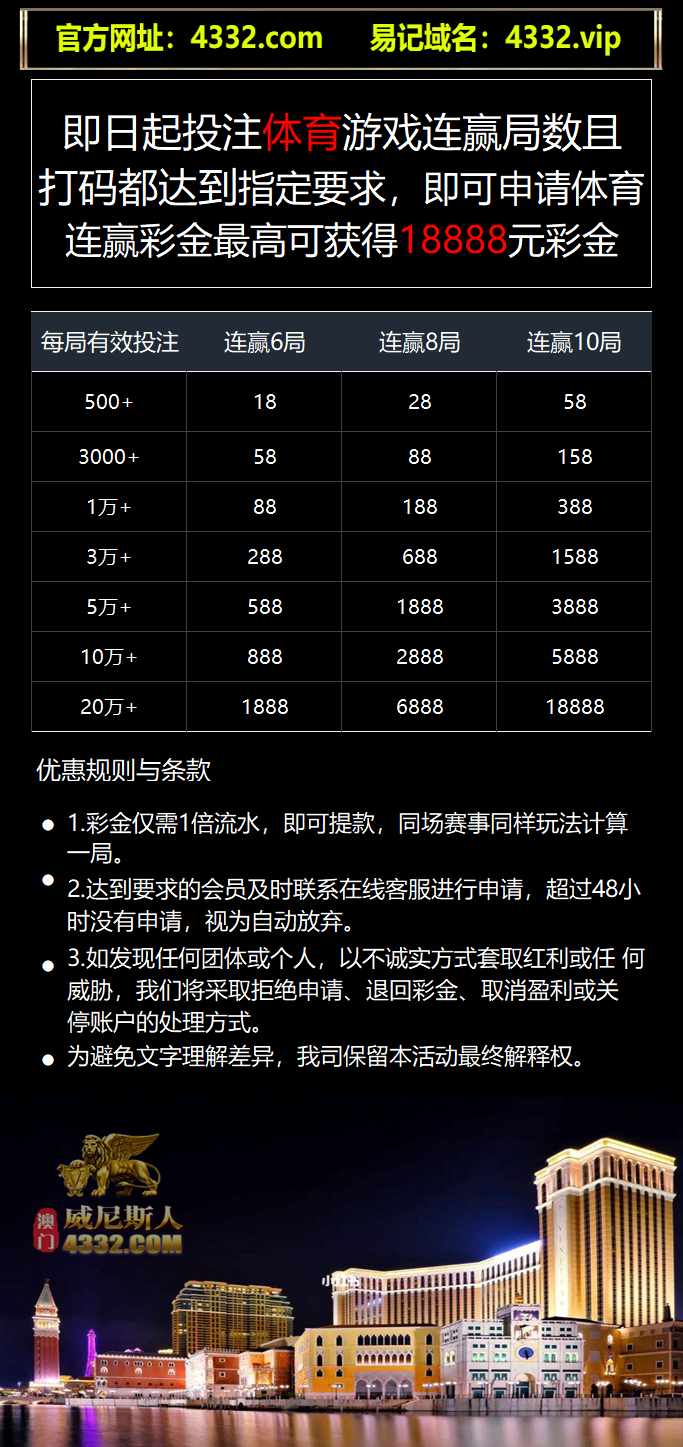 官方网址：4332.com 易记域名：4332.vip
即日起投注体育游戏连赢局数且
打码都达到指定要求，即可申请体育
连赢彩金最高可获得18888元彩金
每局有效投注 连赢6局 连赢8局 连赢10局
500+ 18 28 58
3000+ 58 88 158
1万+ 88 188 388
3万+ 288 688 1588
5万+ 588 1888 3888
10万+ 888 2888 5888
20万+ 1888 6888 18888
优惠规则与条款
1.彩金仅需1倍流水，即可提款，同场赛事同样玩法计算
一局。
2.达到要求的会员及时联系在线客服进行申请，超过48小
时没有申请，视为自动放弃。
3.如发现任何团体或个人，以不诚实方式套取红利或任 何
威胁，我们将采取拒绝申请、退回彩金、取消盈利或关
停账户的处理方式。
为避免文字理解差异，我司保留本活动最终解释权。
澳门 威尼斯人
4332.COM